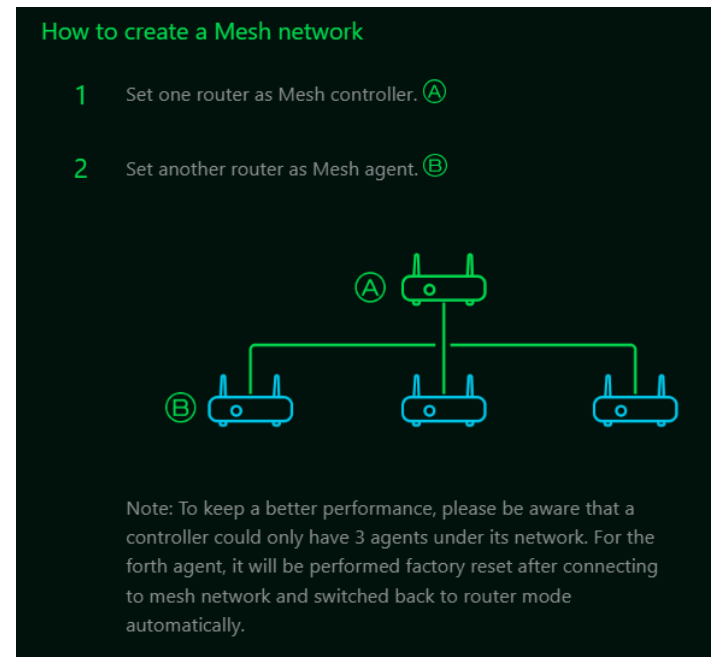 How to create a Mesh network
1 Set one router as Mesh controller. Ⓐ
2 Set another router as Mesh agent. Ⓑ
Ⓐ
Ⓑ
Note: To keep a better performance, please be aware that a
controller could only have 3 agents under its network. For the
forth agent, it will be performed factory reset after connecting
to mesh network and switched back to router mode
automatically.